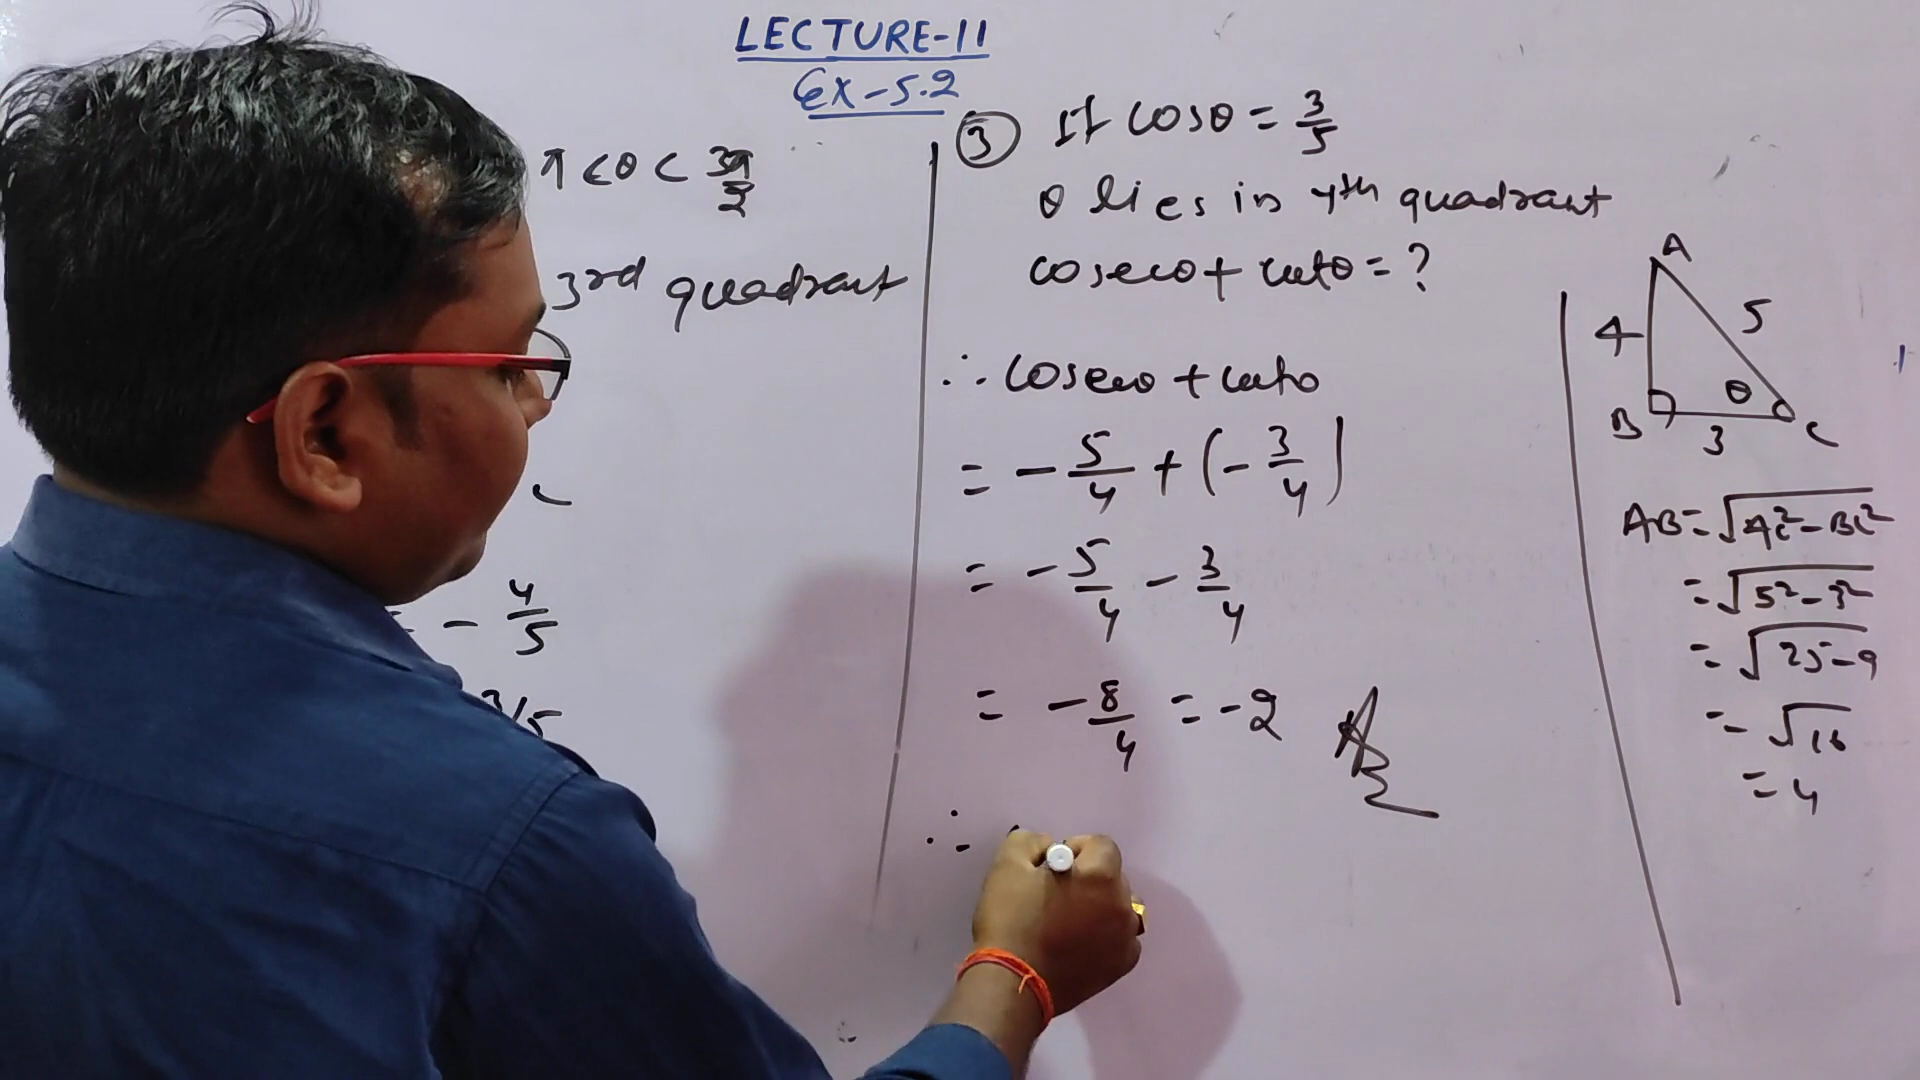 LECTURE-11
Ex-5.2
π < θ < 3π/2
3rd quadrant
= - 4/5
3/5
③ If cosθ = 3/5
θ lies in 4th quadrant
cosecθ + cotθ = ?
∴ cosecθ + cotθ
= - 5/4 + (- 3/4)
= - 5/4 - 3/4
= - 8/4 = -2
∴ =
A
4 5
θ
B 3 C
AB = √AC² - BC²
= √5² - 3²
= √25-9
= √16
= 4